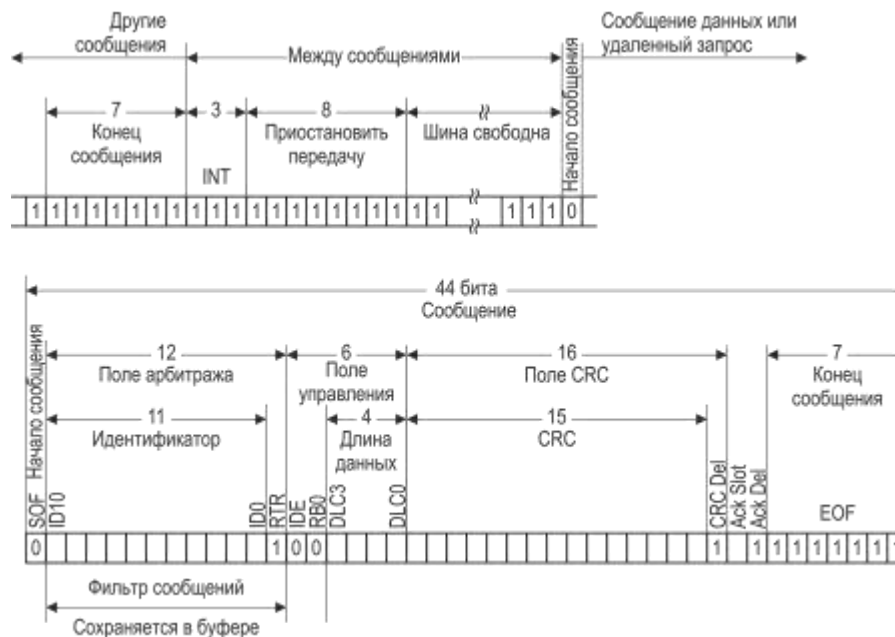 Другие сообщения
Сообщение данных или удаленный запрос
Между сообщениями
Начало сообщения
7
3
8
Конец сообщения
Приостановить передачу
Шина свободна
INT
1 1 1 1 1 1 1 1 1 1 1 1 1 1 1 1 1 1 1 1 1 1 1 1 0
44 бита
Сообщение
Начало сообщения
12
6
16
7
Поле арбитража
Поле управления
Поле CRC
Конец сообщения
11
4
15
Идентификатор
Длина данных
CRC
SOF
ID10
ID0
RTR
IDE
RB0
DLC3
DLC0
CRC Del
Ack Slot
Ack Del
EOF
0 1 0 0 1 1 1 1 1 1 1 1 1
Фильтр сообщений
Сохраняется в буфере